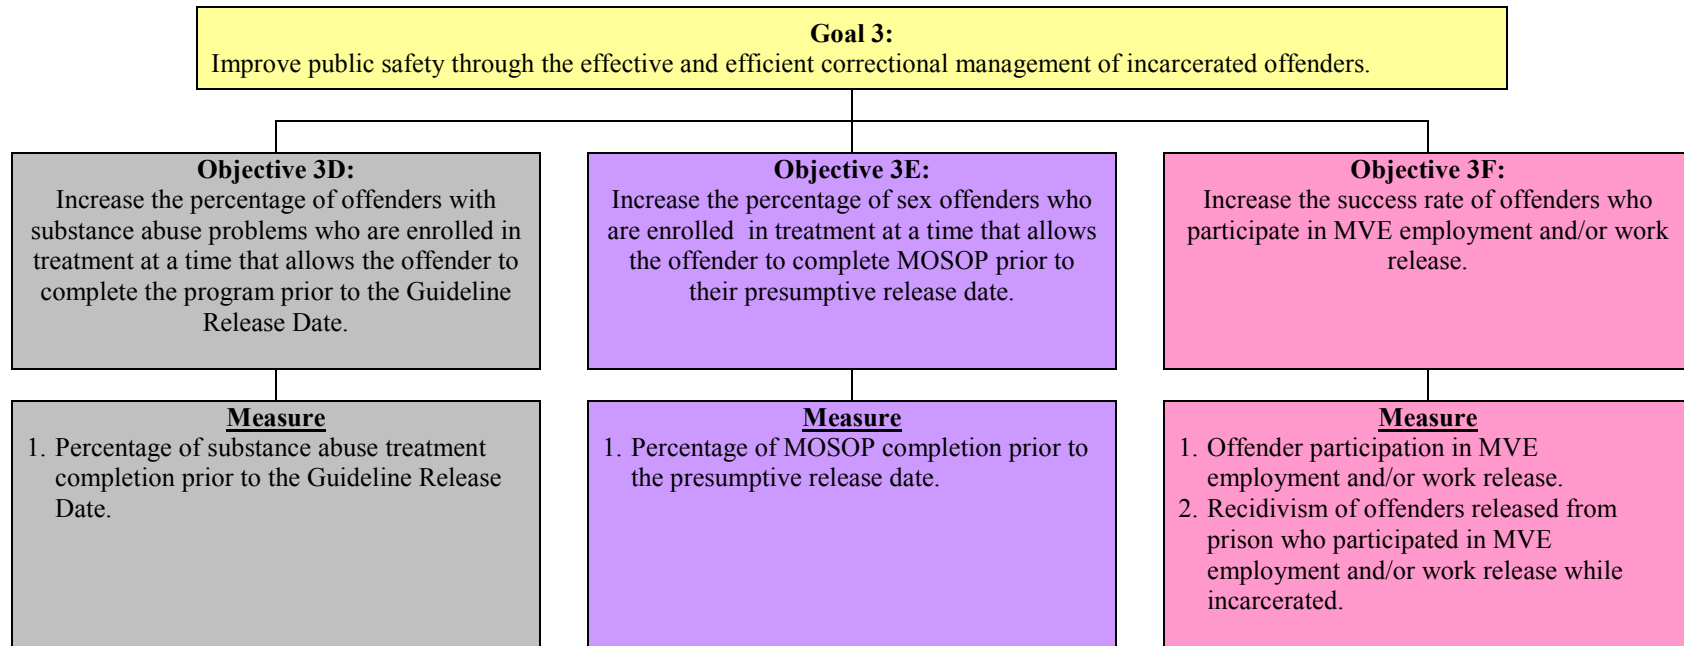 Goal 3:
Improve public safety through the effective and efficient correctional management of incarcerated offenders.
Objective 3D:
Increase the percentage of offenders with
substance abuse problems who are enrolled in
treatment at a time that allows the offender to
complete the program prior to the Guideline
Release Date.
Objective 3E:
Increase the percentage of sex offenders who
are enrolled in treatment at a time that allows
the offender to complete MOSOP prior to
their presumptive release date.
Objective 3F:
Increase the success rate of offenders who
participate in MVE employment and/or work
release.
Measure
1. Percentage of substance abuse treatment
completion prior to the Guideline Release
Date.
Measure
1. Percentage of MOSOP completion prior to
the presumptive release date.
Measure
1. Offender participation in MVE
employment and/or work release.
2. Recidivism of offenders released from
prison who participated in MVE
employment and/or work release while
incarcerated.